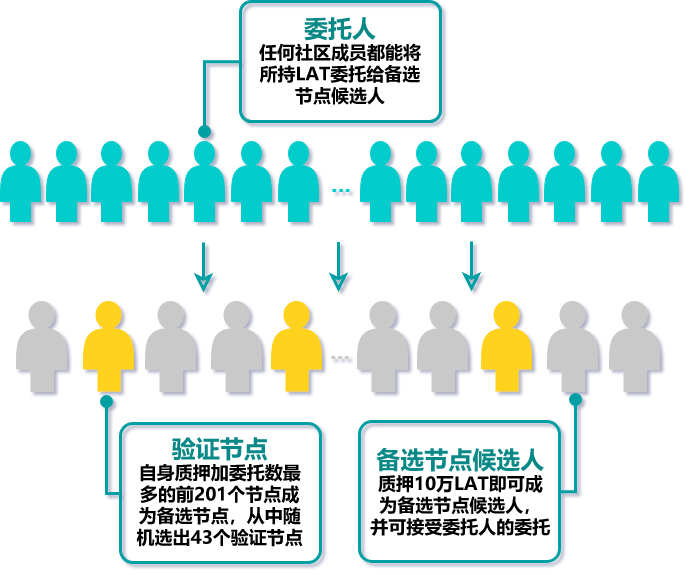 委托人
任何社区成员都能将
所持LAT委托给备选
节点候选人
...
...
验证节点
自身质押加委托数最
多的前201个节点成
为备选节点，从中随
机选出43个验证节点
备选节点候选人
质押10万LAT即可成
为备选节点候选人，
并可接受委托人的委托